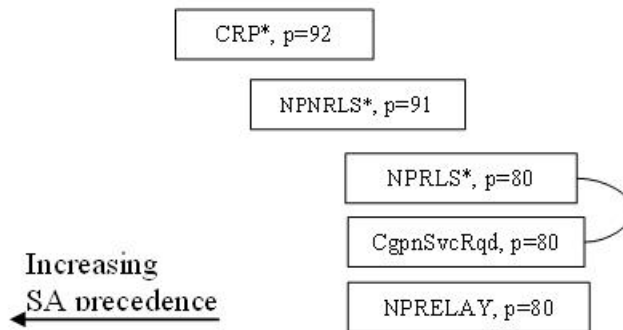 CRP*, p=92
NPNRLS*, p=91
NPRLS*, p=80
CgpnSvcRqd, p=80
NPRELAY, p=80
Increasing
SA precedence